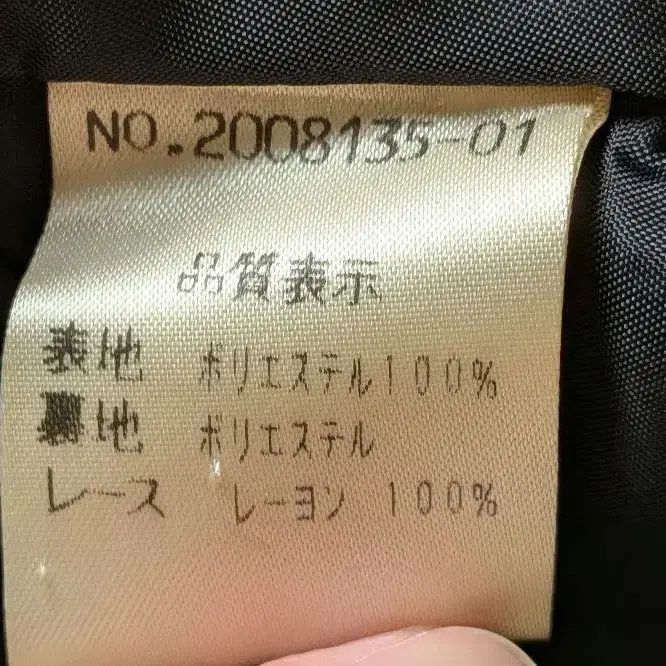 NO.2008135-01
品質表示
表地 ポリエステル100%
裏地 ポリエステル
レース レーヨン 100%